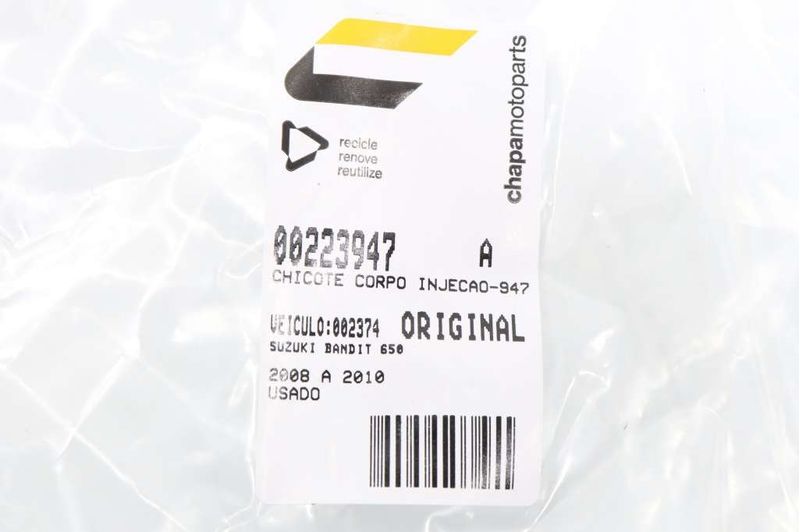 chapamotoparts
recicle
renove
reutilize
00223947 A
CHICOTE CORPO INJECAO-947
VEICULO:002374 ORIGINAL
SUZUKI BANDIT 650
2008 A 2010
USADO